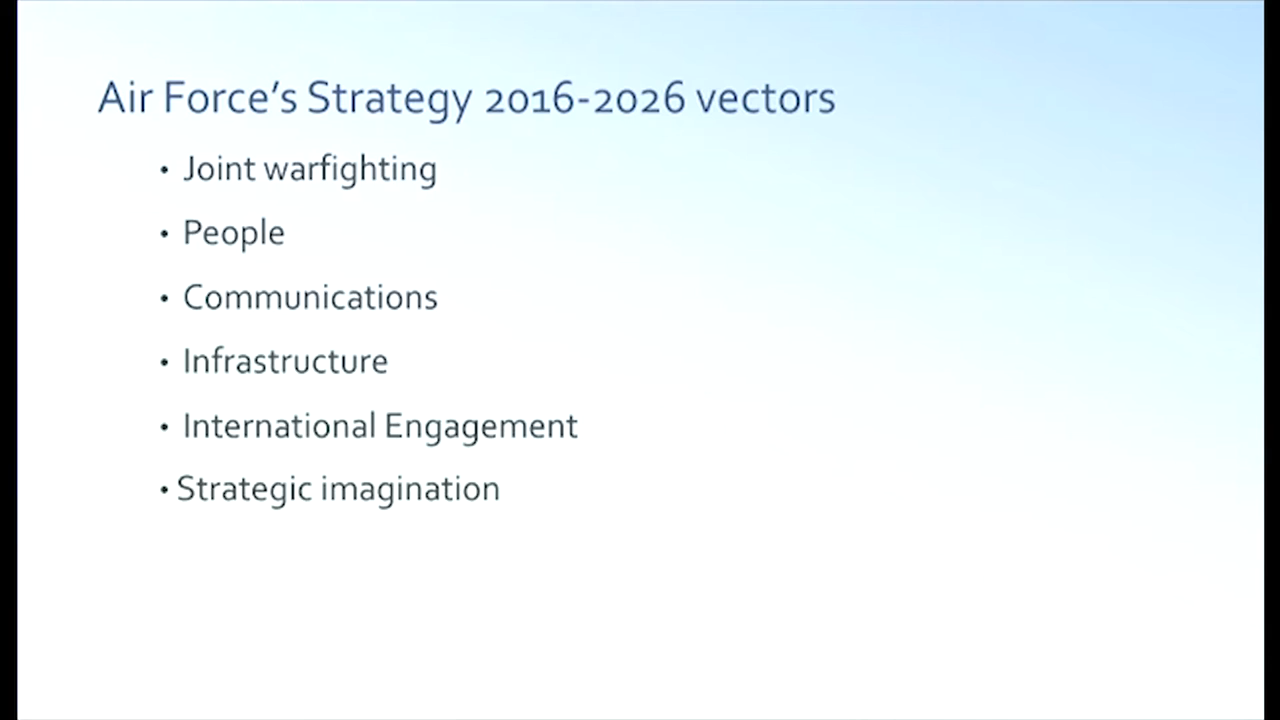 Air Force’s Strategy 2016-2026 vectors
• Joint warfighting
• People
• Communications
• Infrastructure
• International Engagement
• Strategic imagination